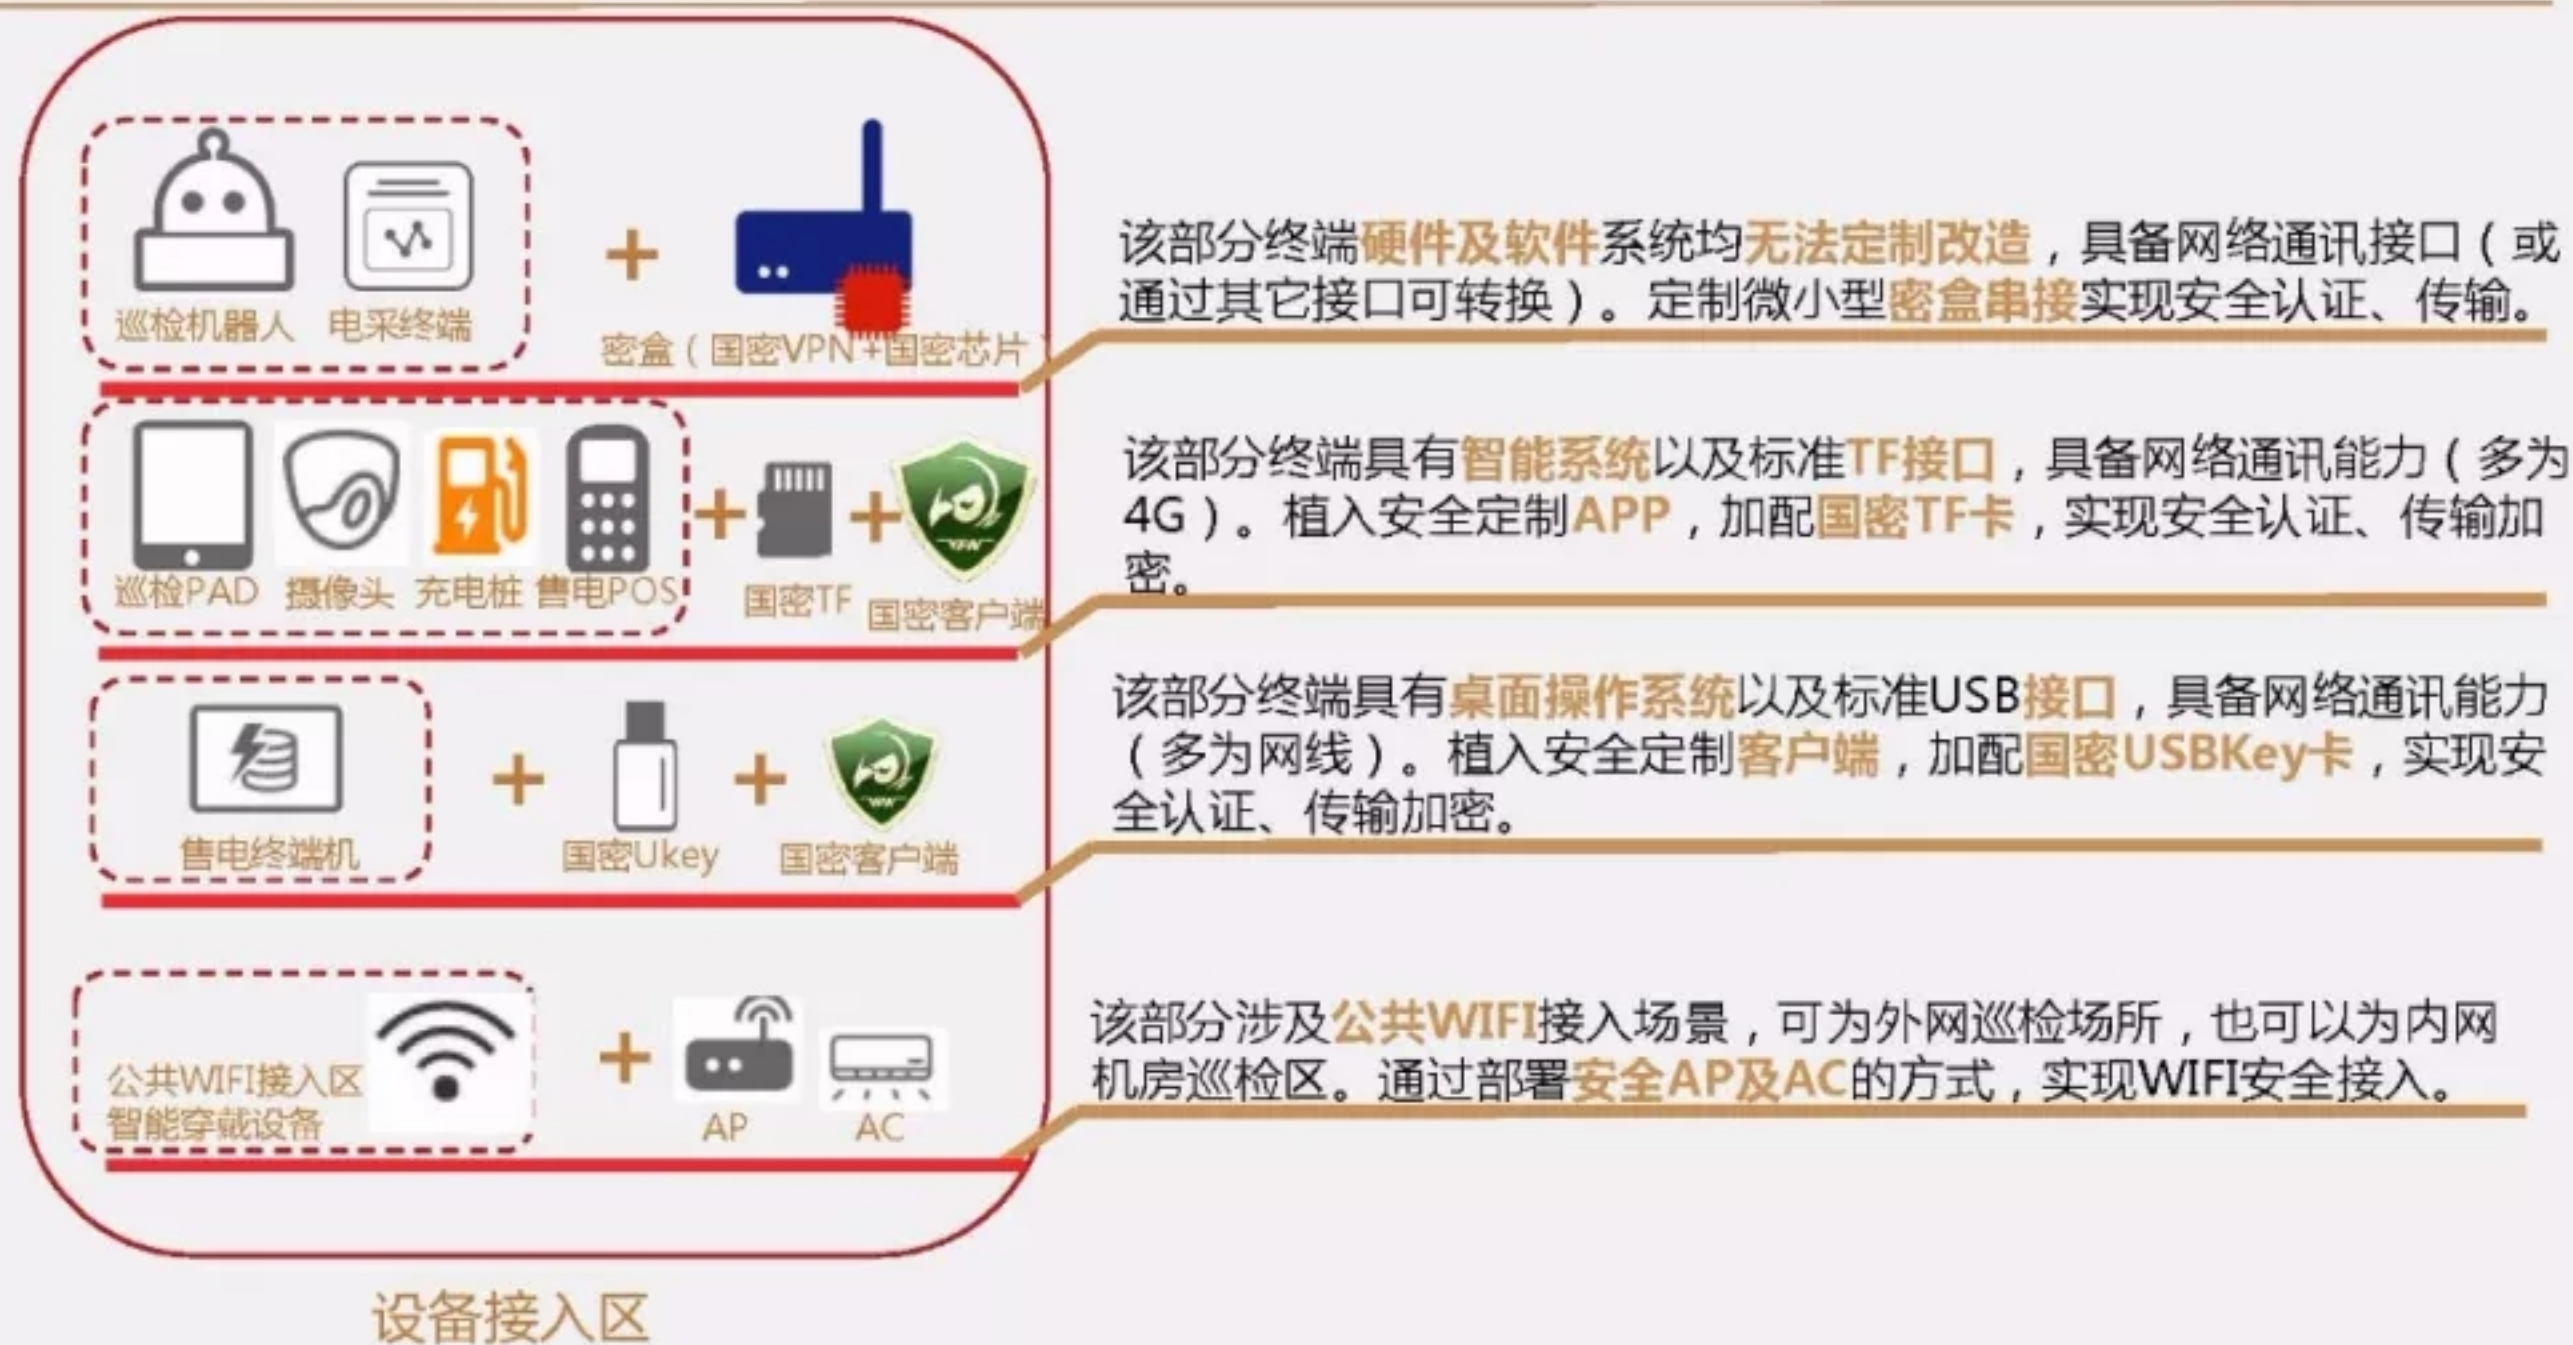 巡检机器人 电采终端
密盒（国密VPN+国密芯片）
该部分终端硬件及软件系统均无法定制改造，具备网络通讯接口（或
通过其它接口可转换）。定制微小型密盒串接实现安全认证、传输。
巡检PAD 摄像头 充电桩 售电POS
国密TF 国密客户端
VPN
该部分终端具有智能系统以及标准TF接口，具备网络通讯能力（多为
4G）。植入安全定制APP，加配国密TF卡，实现安全认证、传输加
密。
售电终端机
国密Ukey 国密客户端
VPN
该部分终端具有桌面操作系统以及标准USB接口，具备网络通讯能力
（多为网线）。植入安全定制客户端，加配国密USBKey卡，实现安
全认证、传输加密。
公共WIFI接入区
智能穿戴设备
AP AC
该部分涉及公共WIFI接入场景，可为外网巡检场所，也可以为内网
机房巡检区。通过部署安全AP及AC的方式，实现WIFI安全接入。
设备接入区